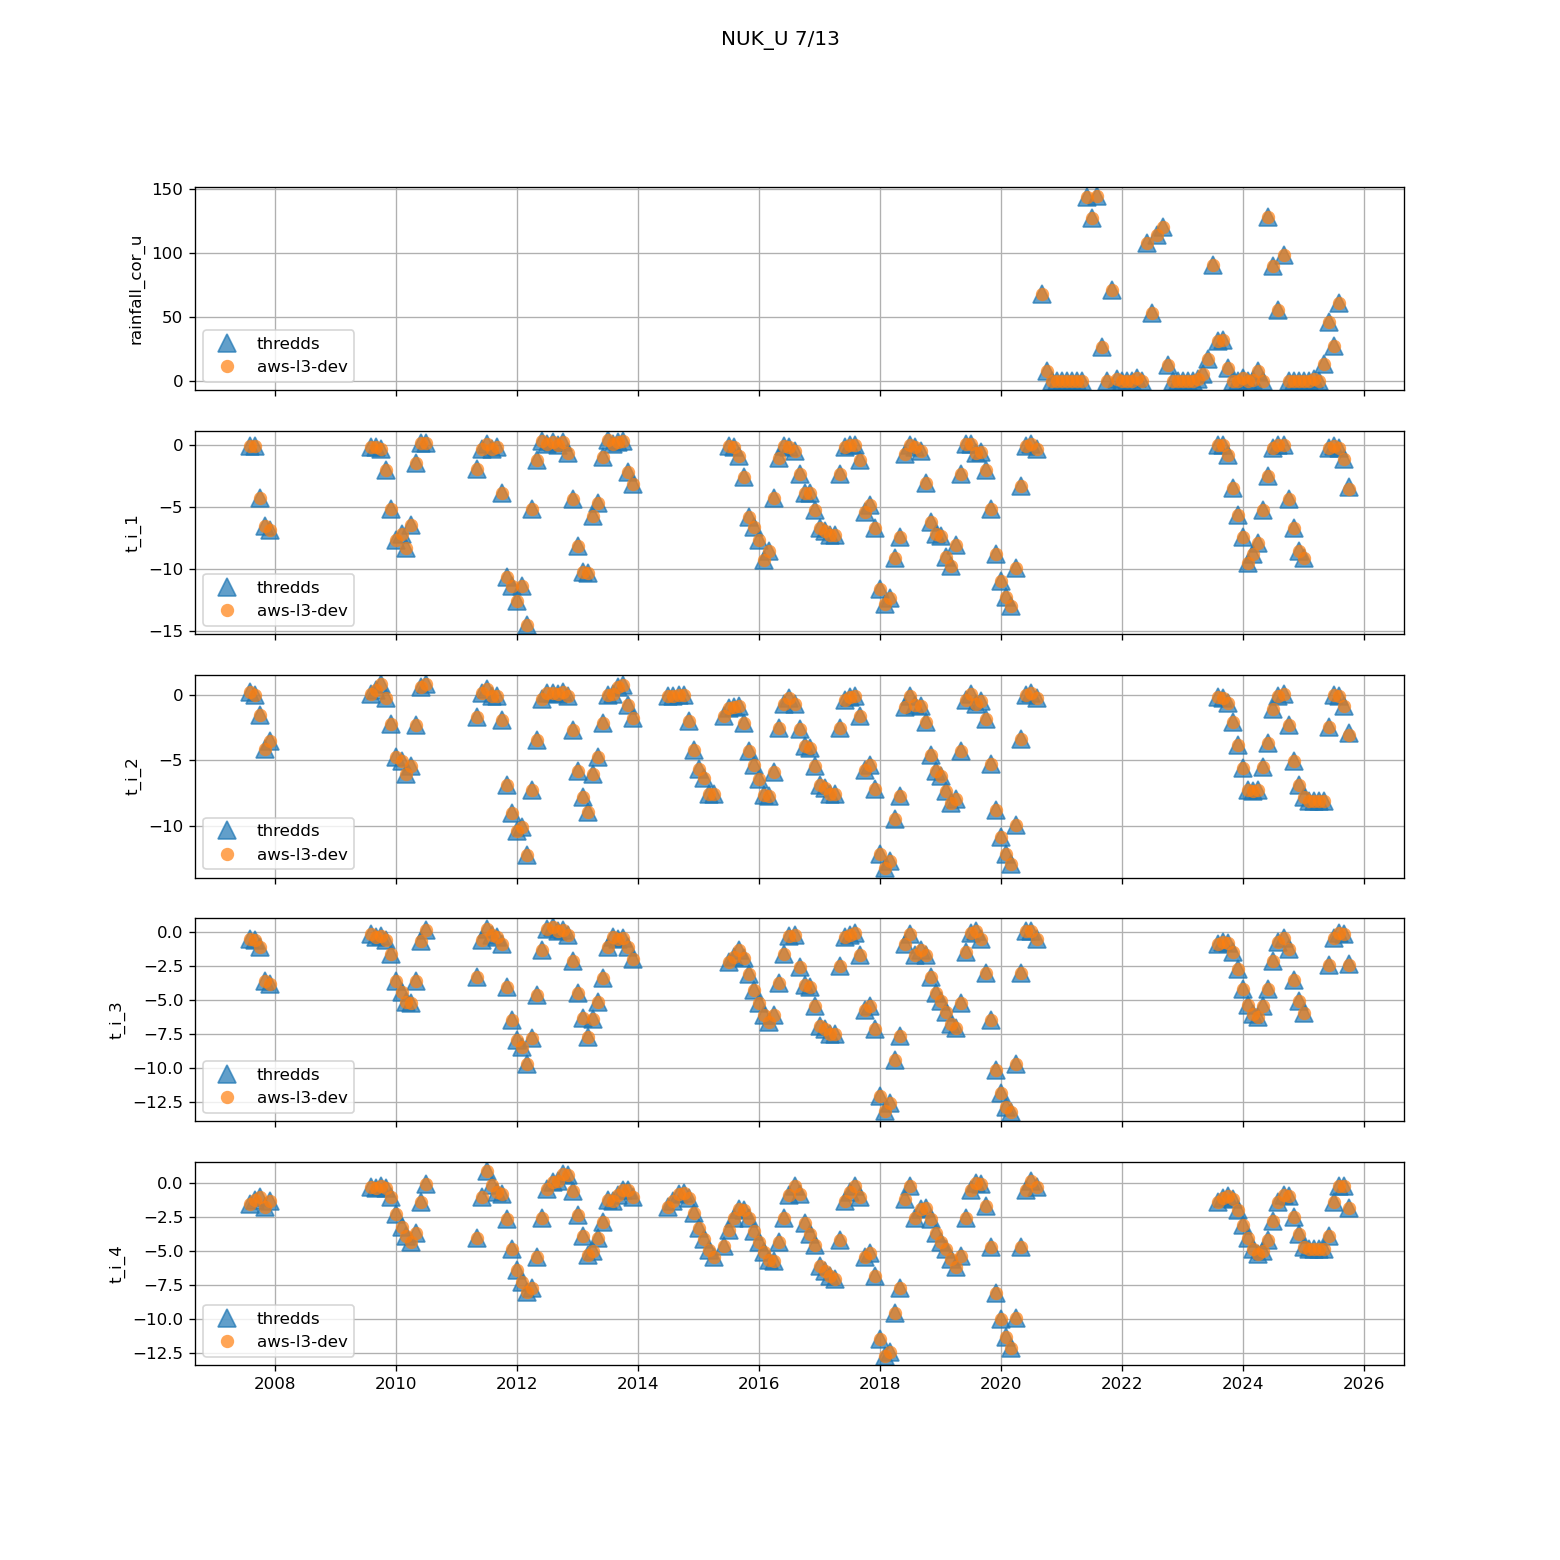 NUK_U 7/13
150
100
50
0
rainfall_cor_u
thredds
aws-l3-dev
0
−5
−10
−15
t_i_1
thredds
aws-l3-dev
0
−5
−10
t_i_2
thredds
aws-l3-dev
0.0
−2.5
−5.0
−7.5
−10.0
−12.5
t_i_3
thredds
aws-l3-dev
0.0
−2.5
−5.0
−7.5
−10.0
−12.5
t_i_4
thredds
aws-l3-dev
2008 2010 2012 2014 2016 2018 2020 2022 2024 2026